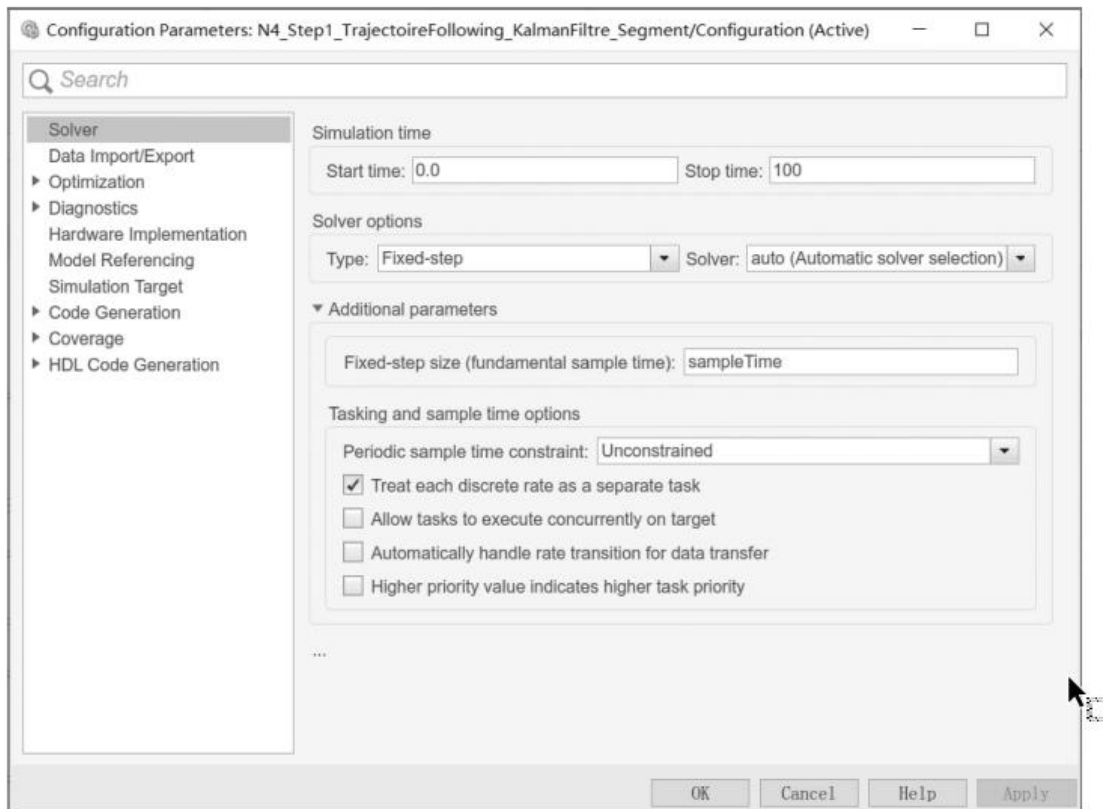 Configuration Parameters: N4_Step1_TrajectoireFollowing_KalmanFiltre_Segment/Configuration (Active)
Search
Solver
Data Import/Export
Optimization
Diagnostics
Hardware Implementation
Model Referencing
Simulation Target
Code Generation
Coverage
HDL Code Generation
Simulation time
Start time: 0.0 Stop time: 100
Solver options
Type: Fixed-step Solver: auto (Automatic solver selection)
Additional parameters
Fixed-step size (fundamental sample time): sampleTime
Tasking and sample time options
Periodic sample time constraint: Unconstrained
Treat each discrete rate as a separate task
Allow tasks to execute concurrently on target
Automatically handle rate transition for data transfer
Higher priority value indicates higher task priority
...
OK Cancel Help Apply